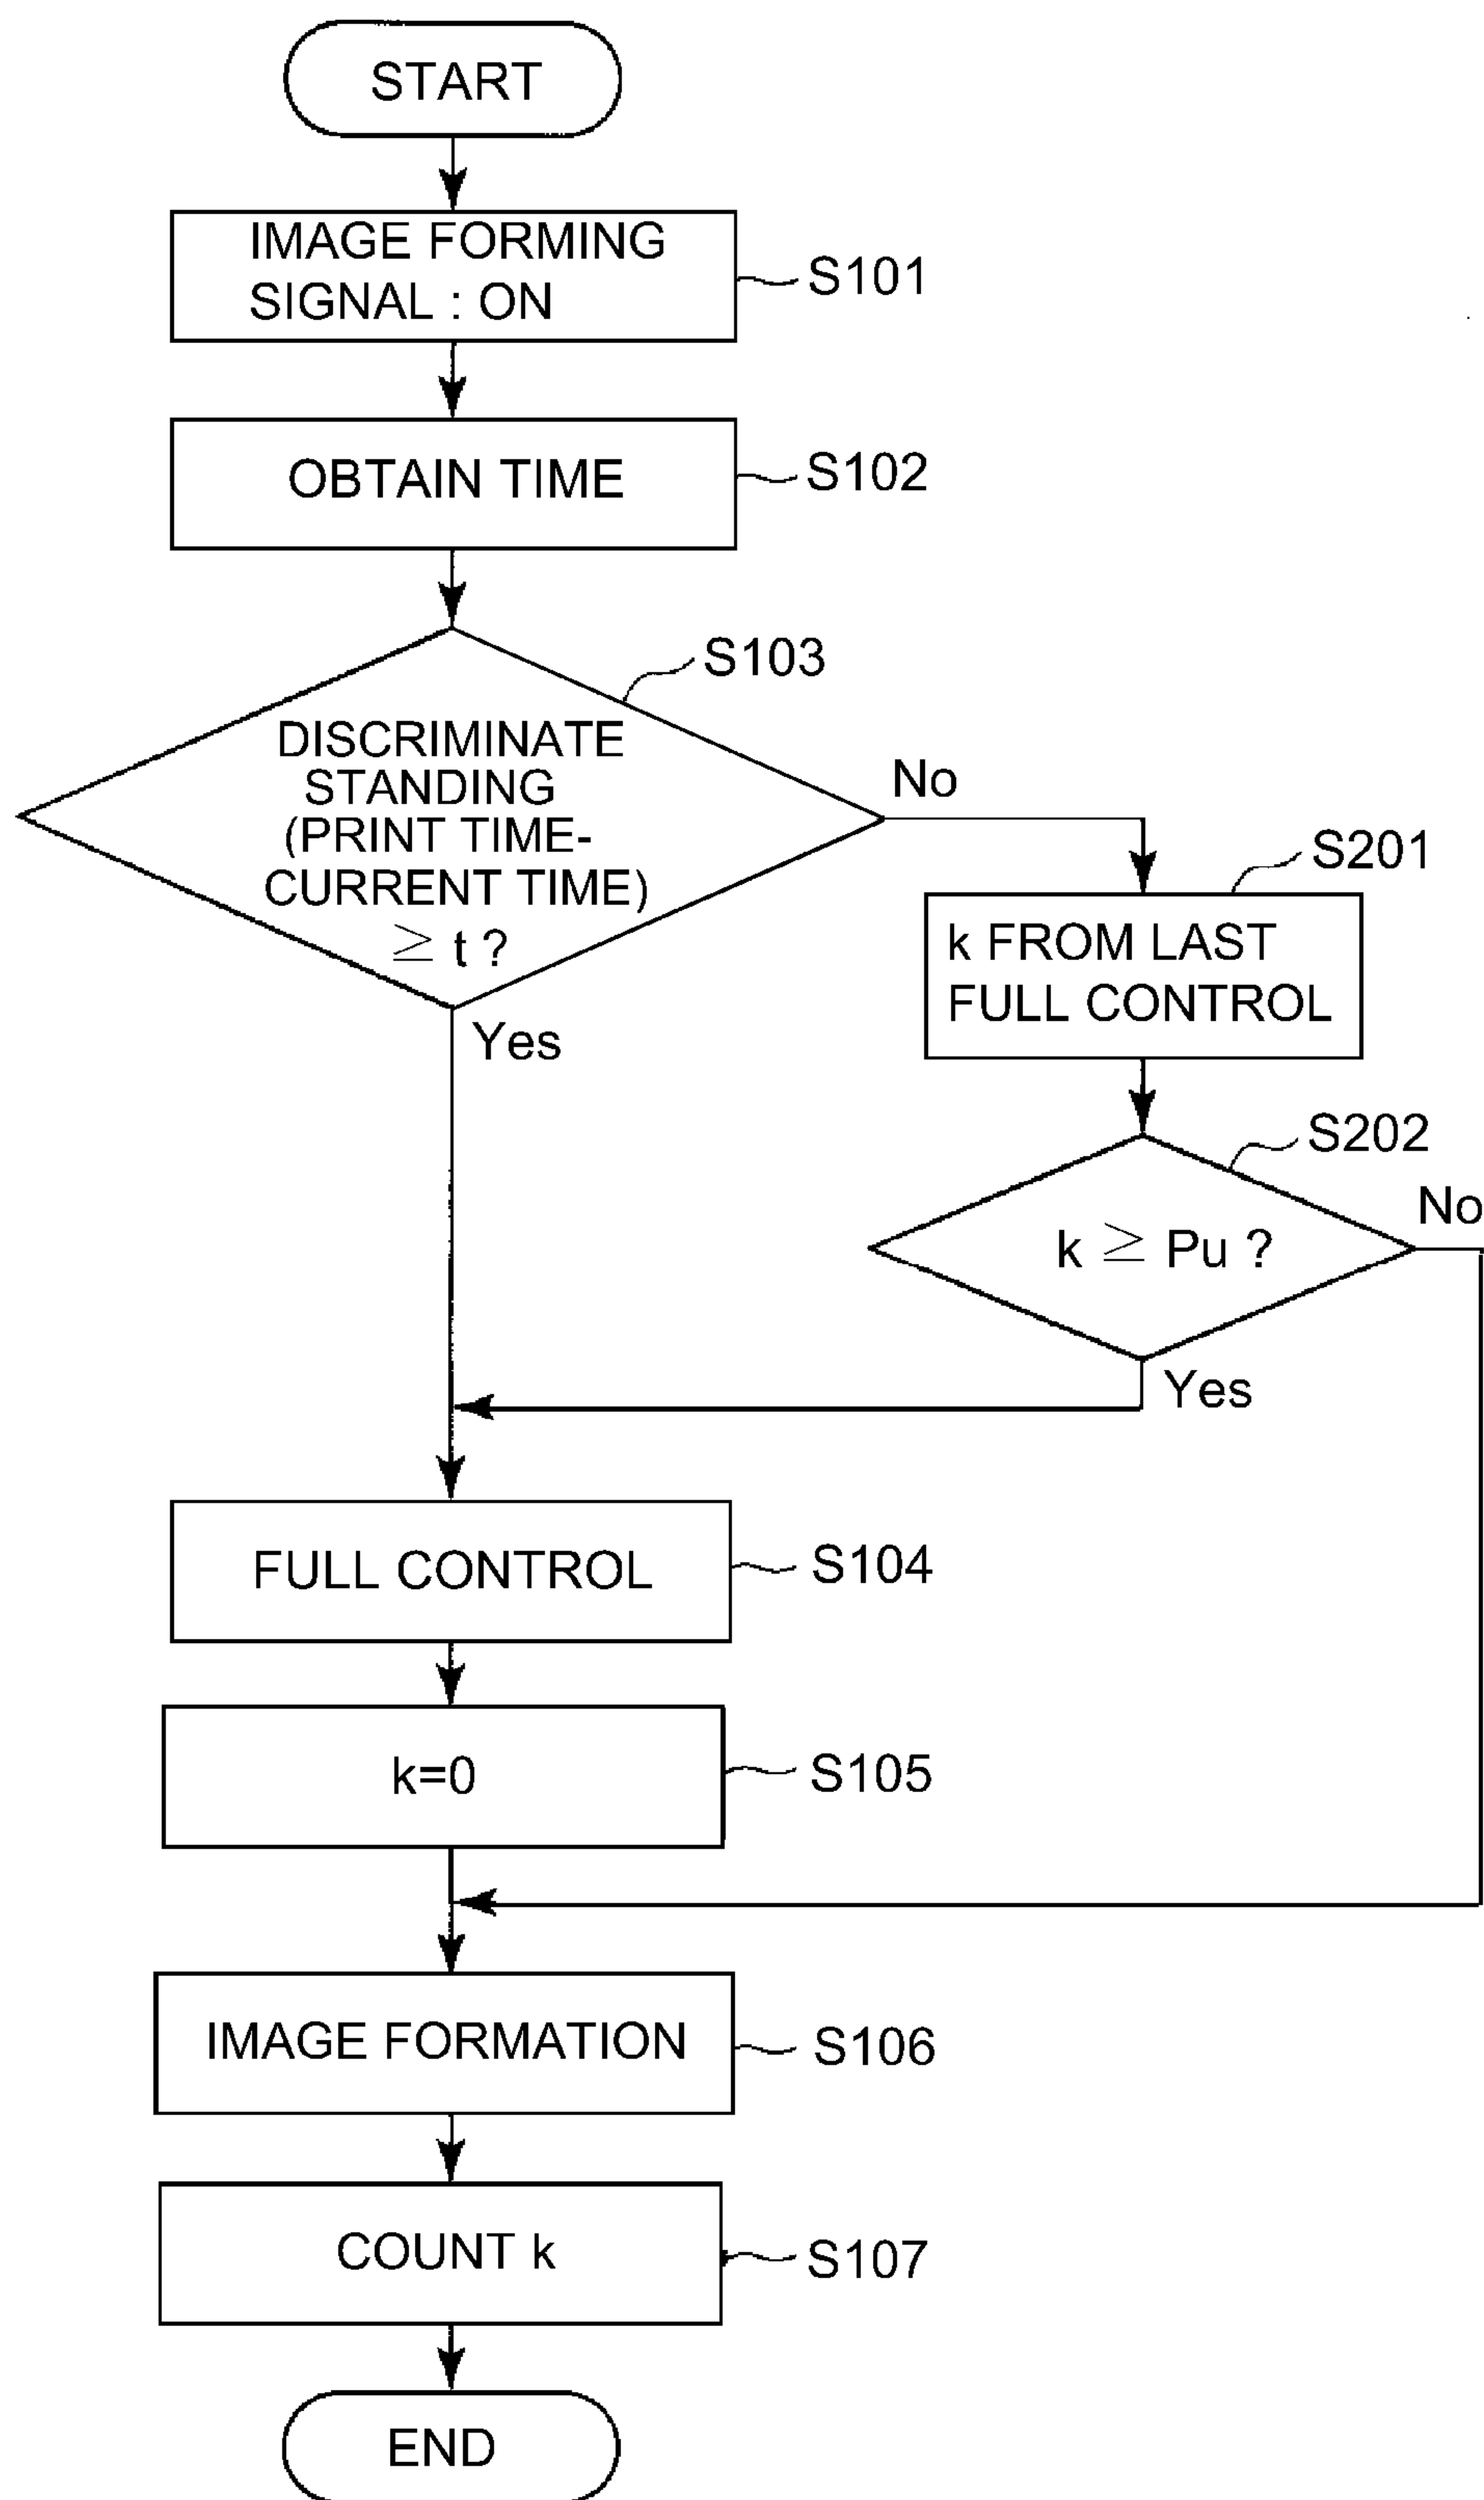 START
IMAGE FORMING
SIGNAL : ON
S101
OBTAIN TIME
S102
S103
DISCRIMINATE
STANDING
(PRINT TIME-
CURRENT TIME)
≧ t ?
No
Yes
S201
k FROM LAST
FULL CONTROL
S202
k ≧ Pu ?
No
Yes
FULL CONTROL
S104
k=0
S105
IMAGE FORMATION
S106
COUNT k
S107
END